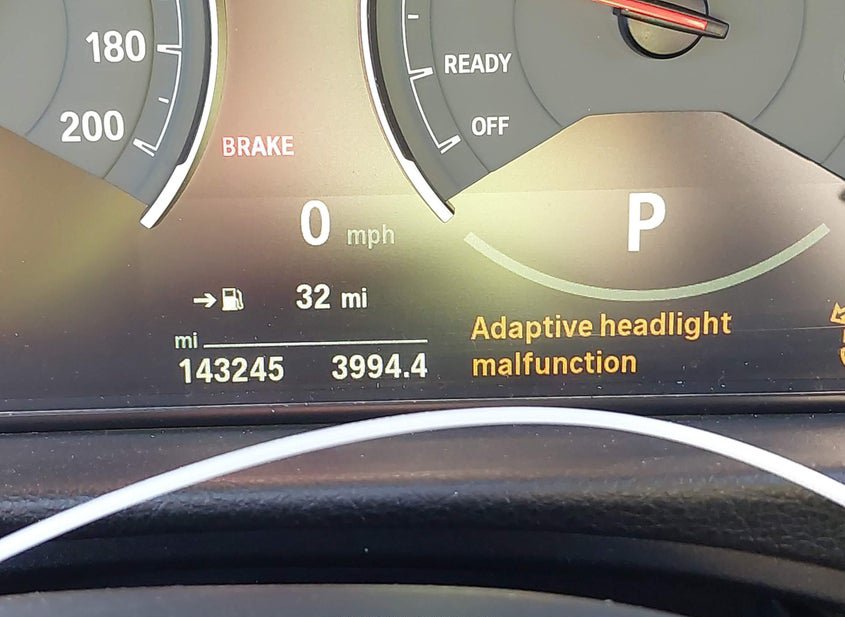 180
200
BRAKE
READY
OFF
0 mph
P
32 mi
mi
143245 3994.4
Adaptive headlight
malfunction